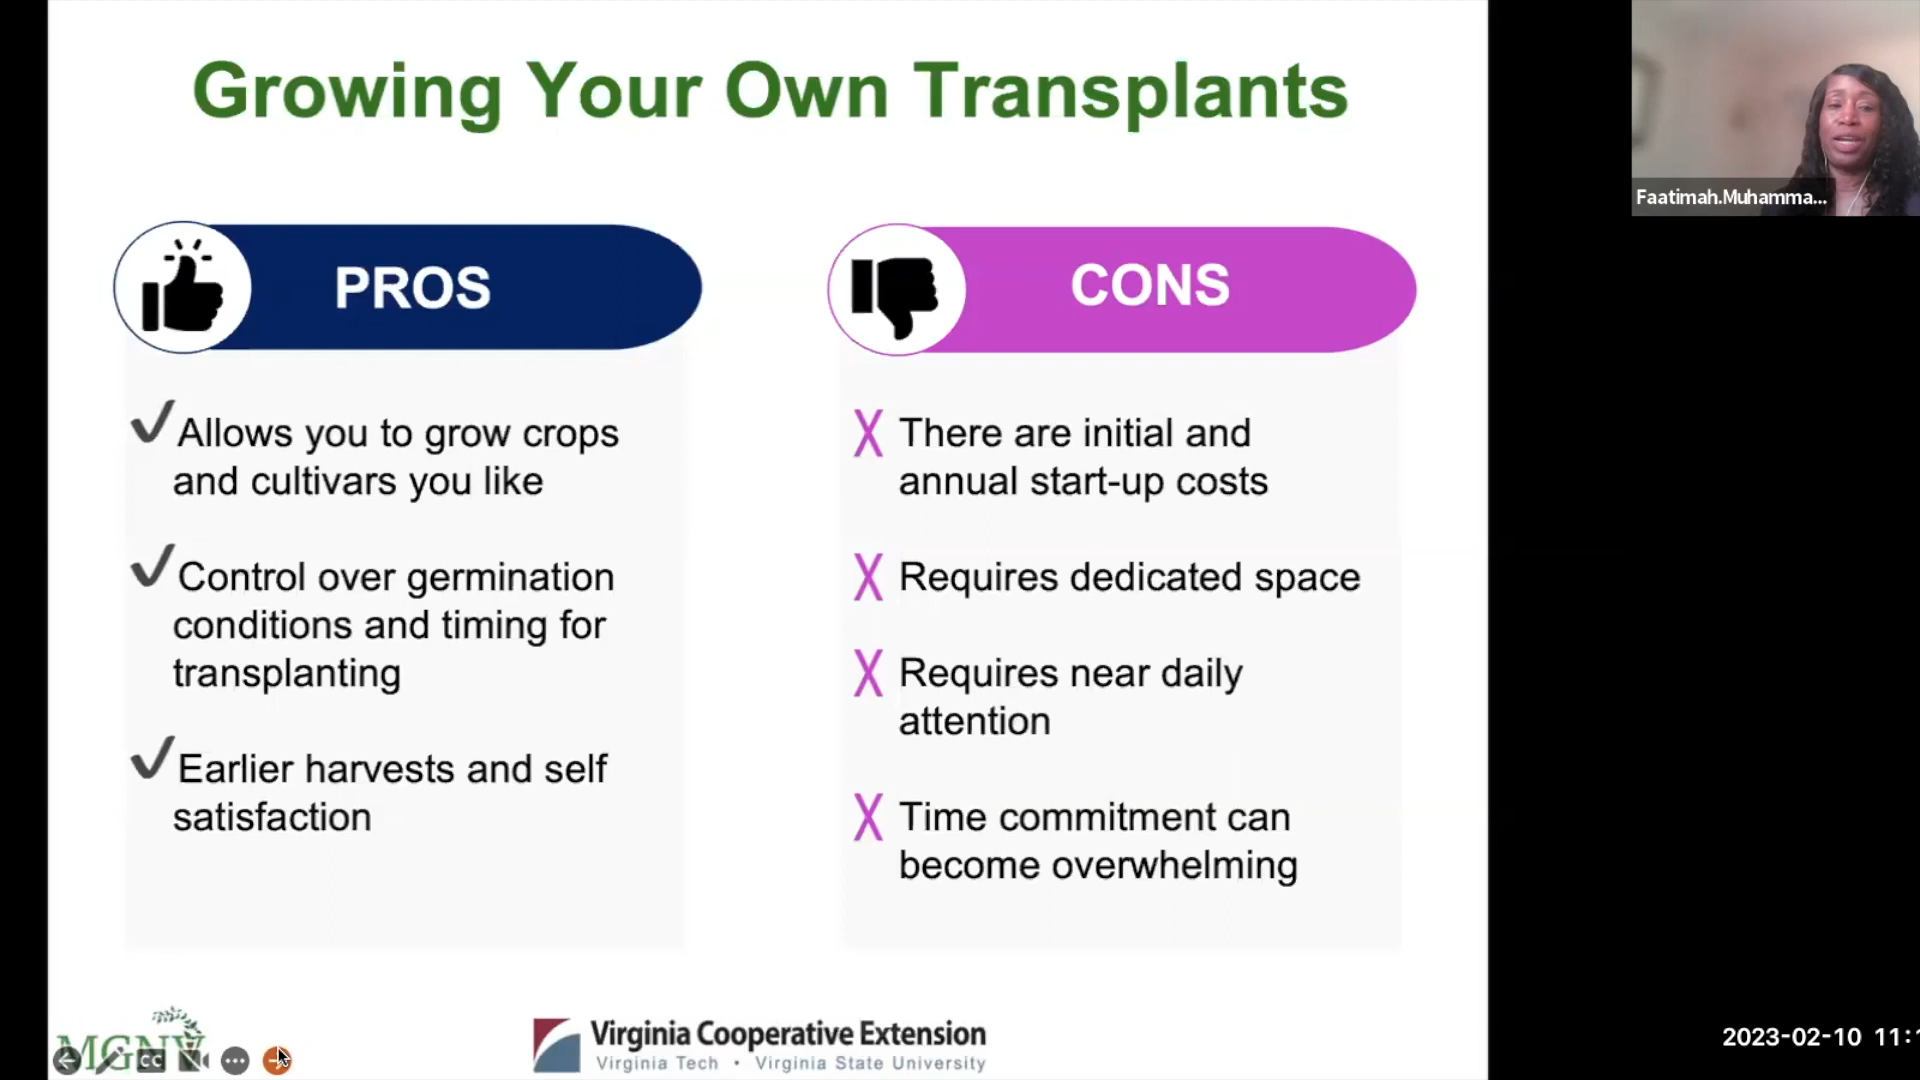 Growing Your Own Transplants
PROS
Allows you to grow crops
and cultivars you like
Control over germination
conditions and timing for
transplanting
Earlier harvests and self
satisfaction
CONS
X There are initial and
annual start-up costs
X Requires dedicated space
X Requires near daily
attention
X Time commitment can
become overwhelming
MGNV
CC
Virginia Cooperative Extension
Virginia Tech • Virginia State University
Faatimah.Muhamma...
2023-02-10 11: